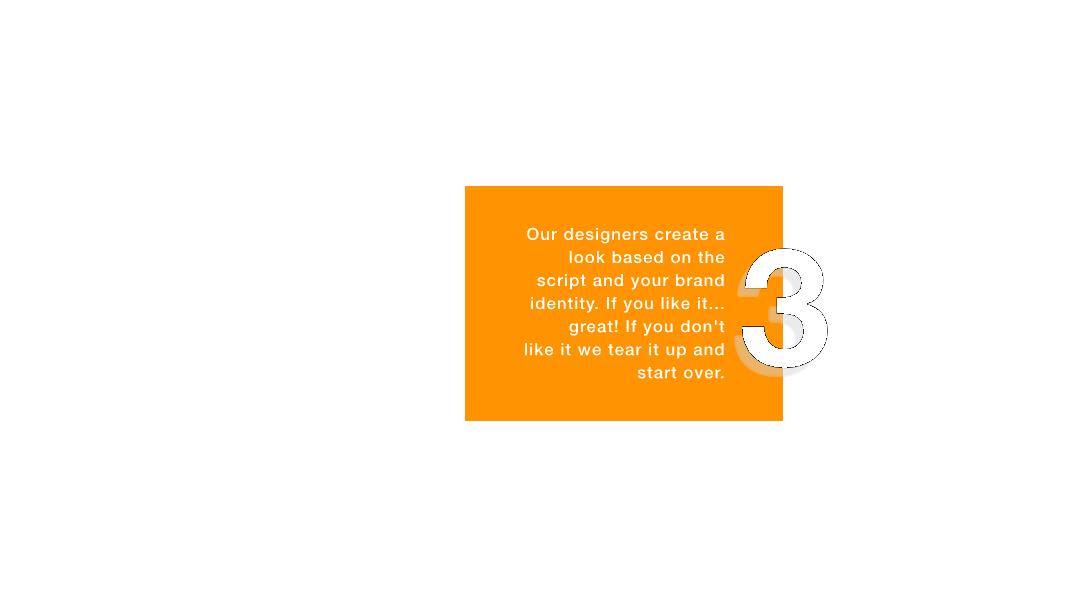 Our designers create a
look based on the
script and your brand
identity. If you like it...
great! If you don't
like it we tear it up and
start over.
3